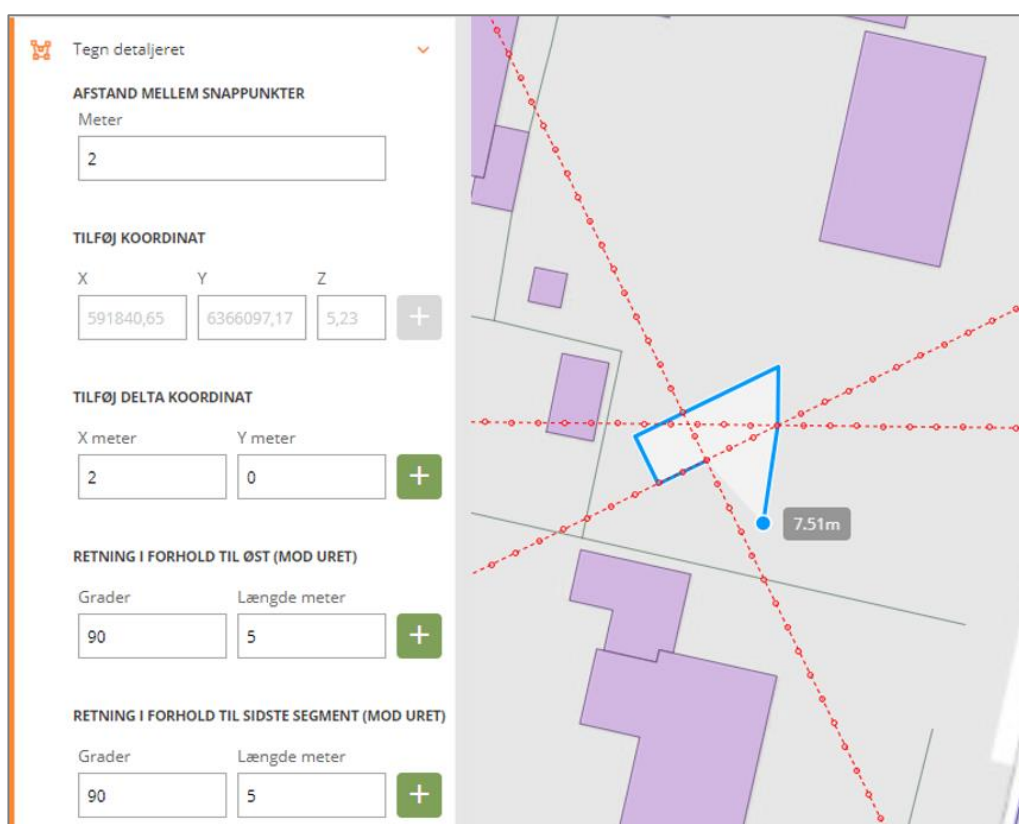 Tegn detaljeret
AFSTAND MELLEM SNAPPUNKTER
Meter
2
TILFØJ KOORDINAT
X Y Z
591840,65 6366097,17 5,23 +
TILFØJ DELTA KOORDINAT
X meter Y meter
2 0 +
RETNING I FORHOLD TIL ØST (MOD URET)
Grader Længde meter
90 5 +
RETNING I FORHOLD TIL SIDSTE SEGMENT (MOD URET)
Grader Længde meter
90 5 +
7.51m